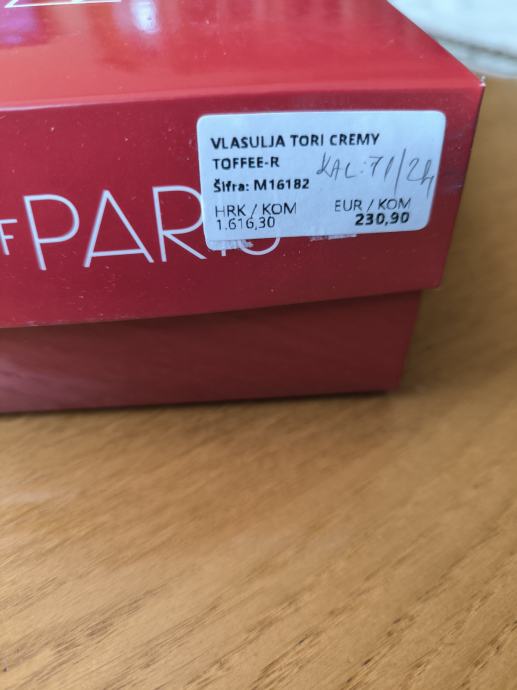 VLASULJA TORI CREMY
TOFFEE-R
KAL: 71/24
Šifra: M16182
HRK / KOM EUR / KOM
1.616,30 230,90
PARIS